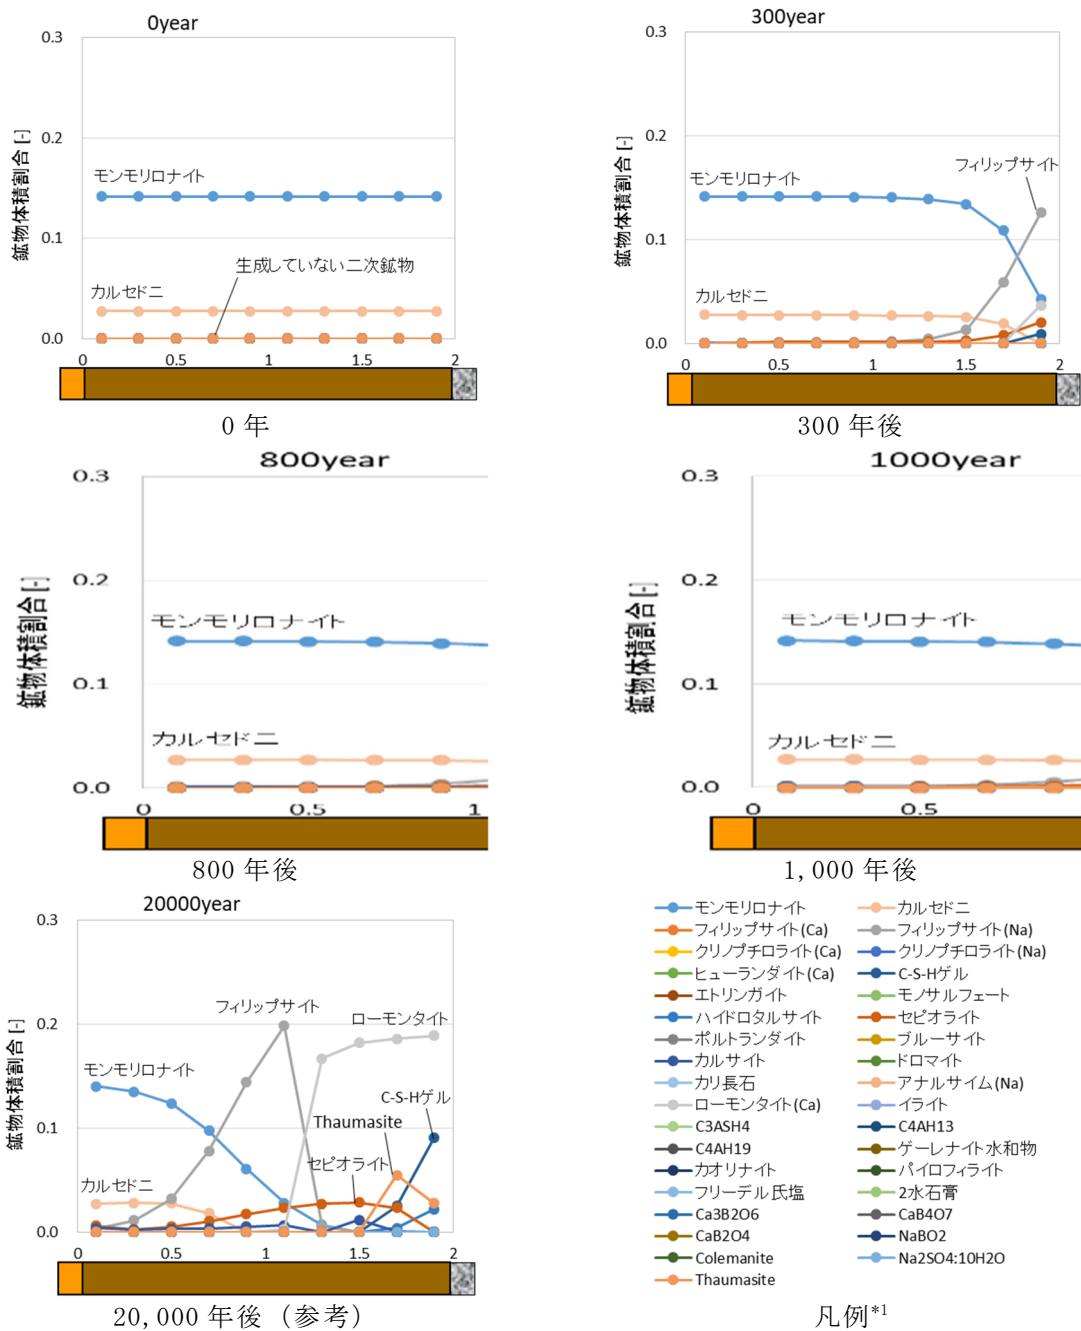 0year
鉱物体積割合 [-]
0.3
0.2
0.1
0.0
モンモリロナイト
生成していない二次鉱物
カルセドニ
0 0.5 1 1.5 2
0 年
300year
鉱物体積割合 [-]
0.3
0.2
0.1
0.0
フィリップサイト
モンモリロナイト
カルセドニ
0 0.5 1 1.5 2
300 年後
800year
鉱物体積割合 [-]
0.3
0.2
0.1
0.0
モンモリロナイト
カルセドニ
0 0.5 1
800 年後
1000year
鉱物体積割合 [-]
0.3
0.2
0.1
0.0
モンモリロナイト
カルセドニ
0 0.5
1,000 年後
20000year
鉱物体積割合 [-]
0.3
0.2
0.1
0.0
フィリップサイト
ローモンタイト
モンモリロナイト
C-S-Hゲル
Thaumasite
セピオライト
カルセドニ
0 0.5 1 1.5 2
20,000 年後（参考）
モンモリロナイト カルセドニ
フィリップサイト(Ca) フィリップサイト(Na)
クリノプチロライト(Ca) クリノプチロライト(Na)
ヒューランダイト(Ca) C-S-Hゲル
エトリンガイト モノサルフェート
ハイドロタルサイト セピオライト
ポルトランダイト ブルーサイト
カルサイト ドロマイト
カリ長石 アナルサイム(Na)
ローモンタイト(Ca) イライト
C3ASH4 C4AH13
C4AH19 ゲーレナイト水和物
カオリナイト パイロフィライト
フリーデル氏塩 2水石膏
Ca3B2O6 CaB4O7
CaB2O4 NaBO2
Colemanite Na2SO4:10H2O
Thaumasite
凡例*1